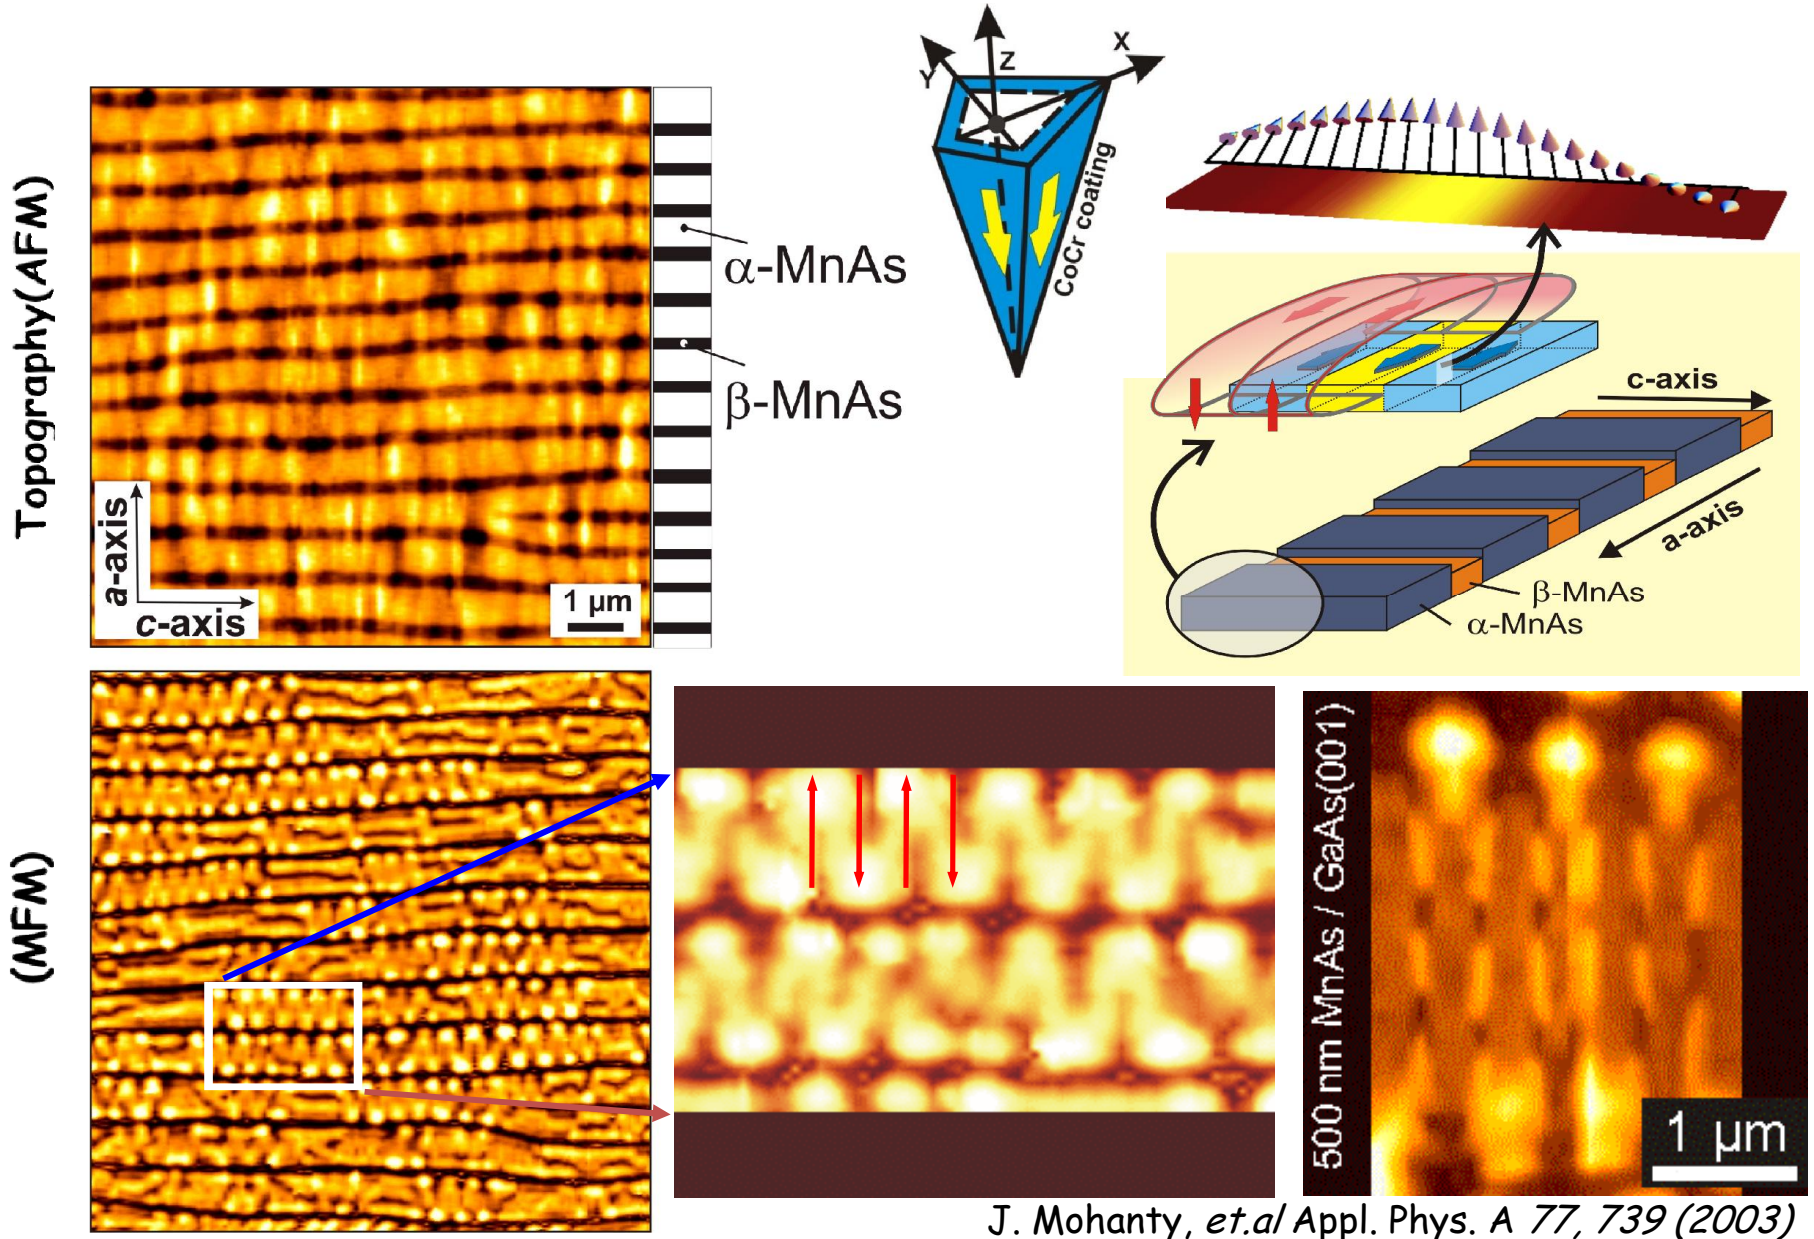 Topography(AFM)
α-MnAs
β-MnAs
a-axis
c-axis
1 µm
Y
Z
X
CoCr coating
c-axis
a-axis
β-MnAs
α-MnAs
(MFM)
500 nm MnAs / GaAs(001)
1 µm
J. Mohanty, et.al Appl. Phys. A 77, 739 (2003)